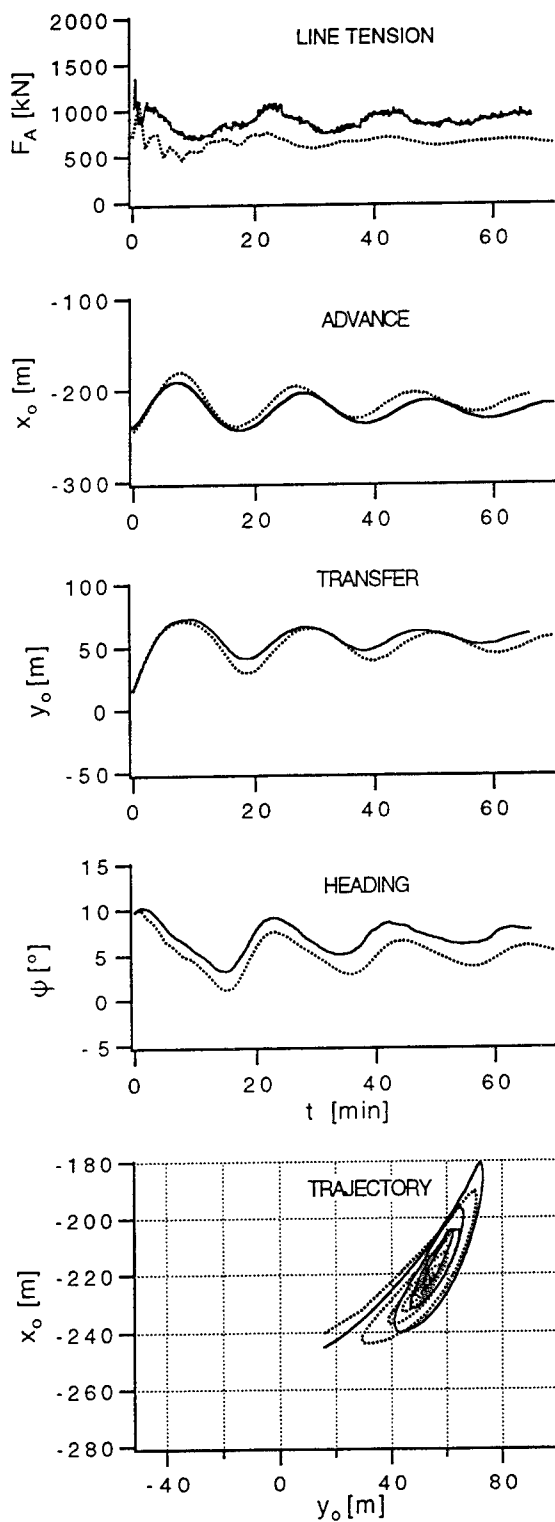 LINE TENSION
F_A [kN]
2000
1500
1000
500
0
0 20 40 60
ADVANCE
x_o [m]
-100
-200
-300
0 20 40 60
TRANSFER
y_o [m]
100
50
0
-50
0 20 40 60
HEADING
ψ [°]
15
10
5
0
-5
0 20 40 60
t [min]
TRAJECTORY
x_o [m]
-180
-200
-220
-240
-260
-280
-40 0 40 80
y_o [m]